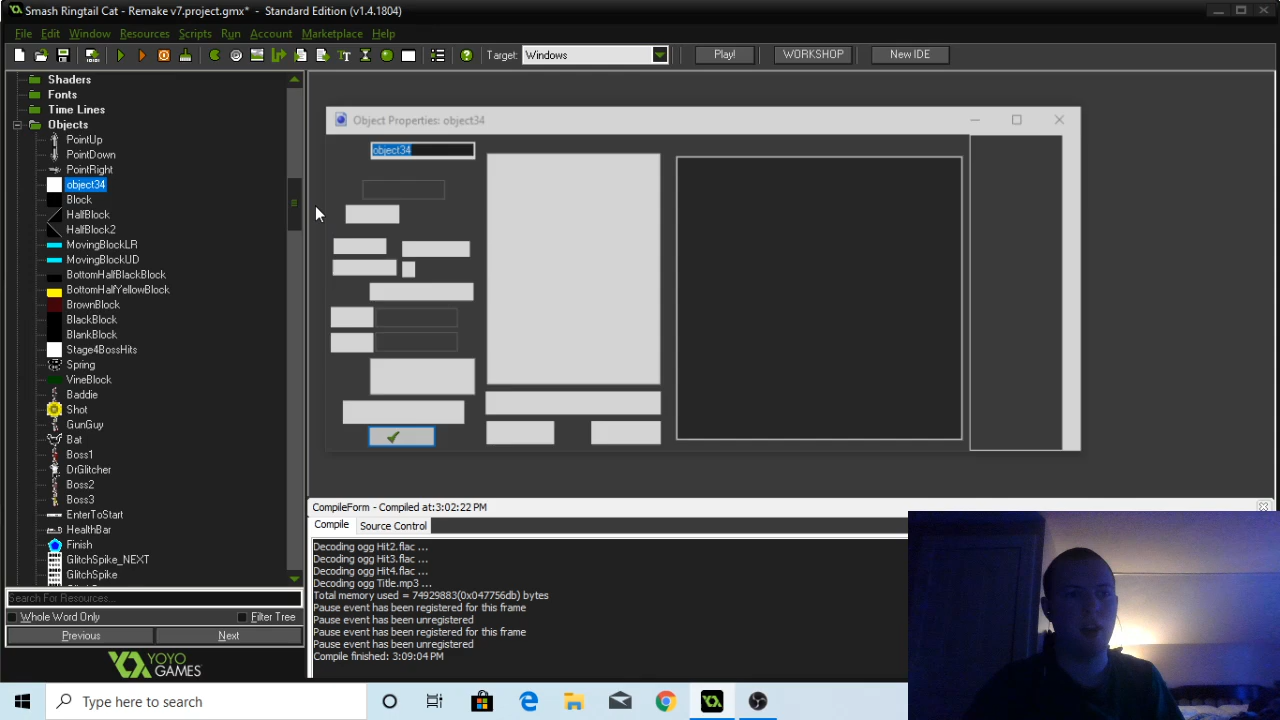 Smash Ringtail Cat - Remake v7.project.gmx* - Standard Edition (v1.4.1804)
File Edit Window Resources Scripts Run Account Marketplace Help
Target: Windows Play! WORKSHOP New IDE
Shaders
Fonts
Time Lines
Objects
PointUp
PointDown
PointRight
object34
Block
HalfBlock
HalfBlock2
MovingBlockLR
MovingBlockUD
BottomHalfBlackBlock
BottomHalfYellowBlock
BrownBlock
BlackBlock
BlankBlock
Stage4BossHits
Spring
VineBlock
Baddie
Shot
GunGuy
Bat
Boss1
DrGlitcher
Boss2
Boss3
EnterToStart
HealthBar
Finish
GlitchSpike_NEXT
GlitchSpike
Search For Resources...
Whole Word Only Filter Tree
Previous Next
YOYO
GAMES
Object Properties: object34
object34
CompileForm - Compiled at:3:02:22 PM
Compile Source Control
Decoding ogg Hit2.flac ...
Decoding ogg Hit3.flac ...
Decoding ogg Hit4.flac ...
Decoding ogg Title.mp3 ...
Total memory used = 74929883(0x047756db) bytes
Pause event has been registered for this frame
Pause event has been unregistered
Pause event has been registered for this frame
Pause event has been unregistered
Compile finished: 3:09:04 PM
Type here to search